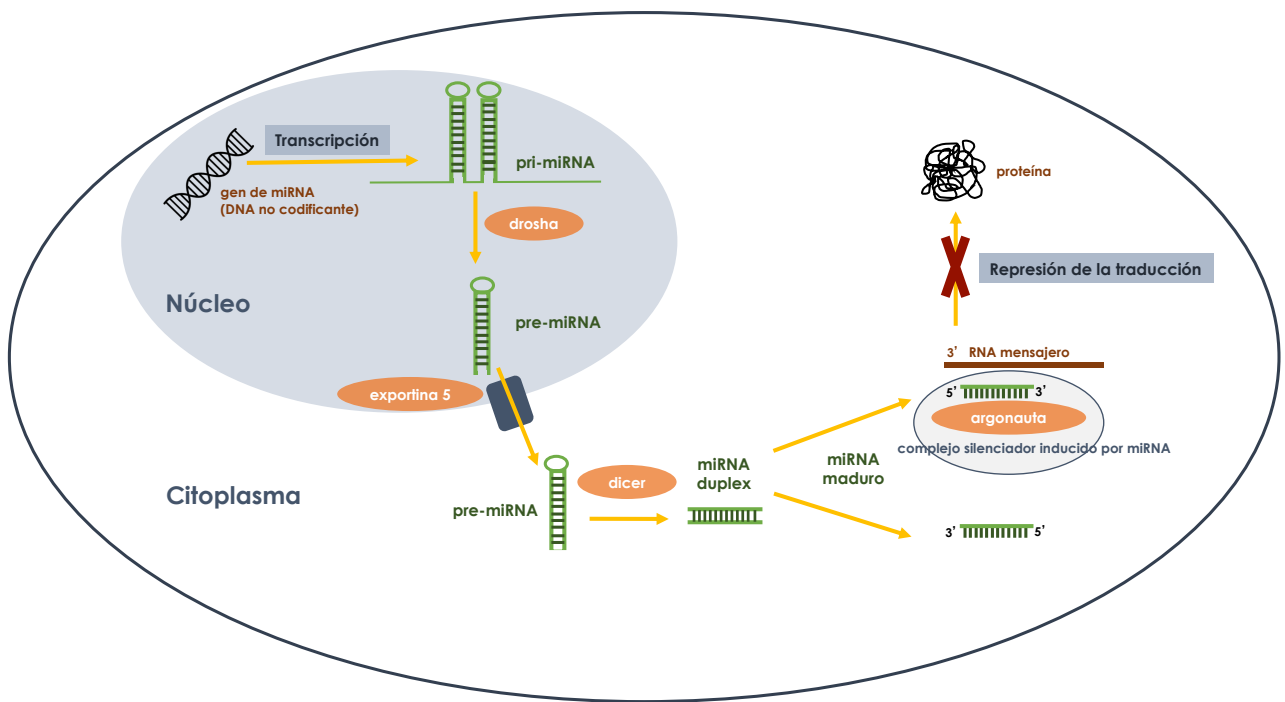 Transcripción
gen de miRNA
(DNA no codificante)
pri-miRNA
drosha
Núcleo
pre-miRNA
exportina 5
Citoplasma
pre-miRNA
dicer
miRNA
duplex
miRNA
maduro
proteína
Represión de la traducción
3’ RNA mensajero
5’ 3’
argonauta
complejo silenciador inducido por miRNA
3’ 5’